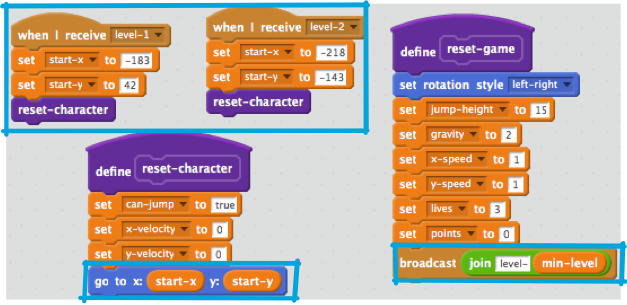 when I receive level-1
set start-x to -183
set start-y to 42
reset-character
when I receive level-2
set start-x to -218
set start-y to -143
reset-character
define reset-character
set can-jump to true
set x-velocity to 0
set y-velocity to 0
go to x: start-x y: start-y
define reset-game
set rotation style left-right
set jump-height to 15
set gravity to 2
set x-speed to 1
set y-speed to 1
set lives to 3
set points to 0
broadcast join level- min-level